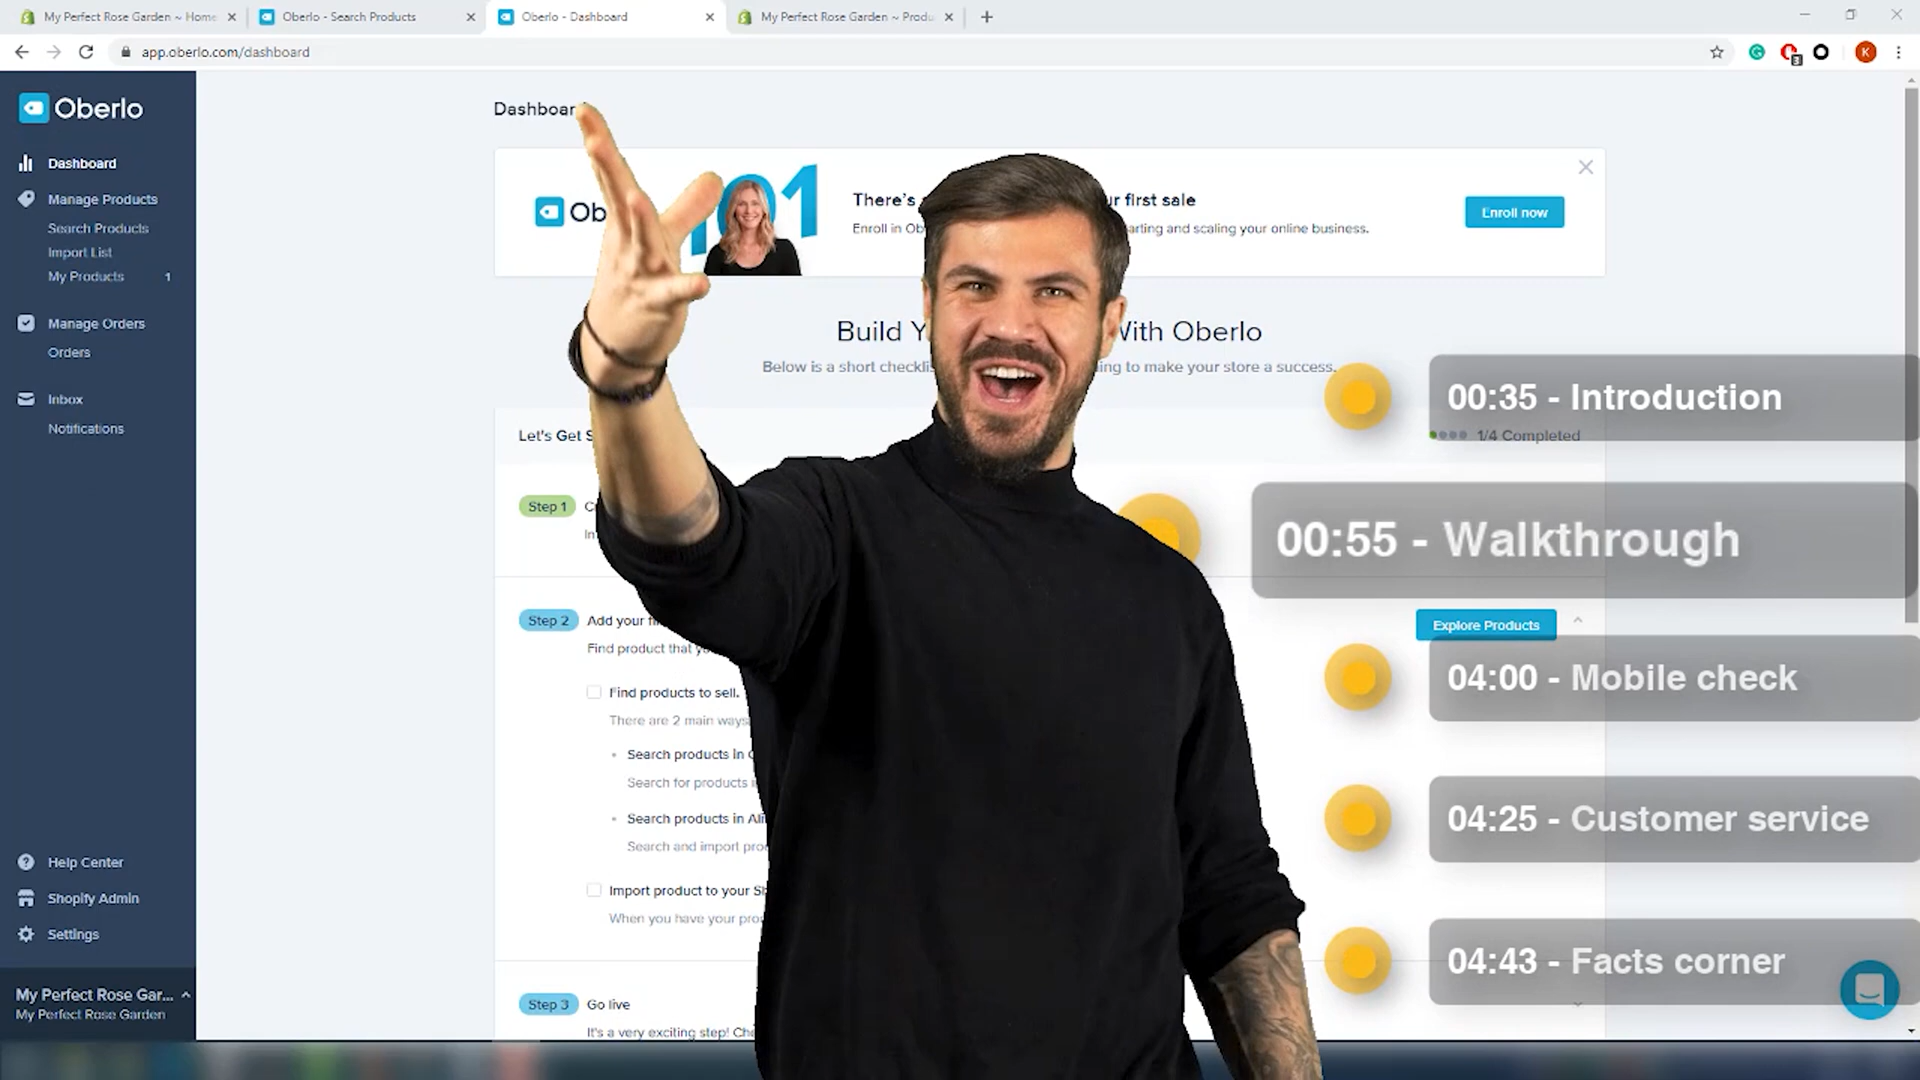 My Perfect Rose Garden ~ Home
Oberlo - Search Products
Oberlo - Dashboard
My Perfect Rose Garden ~ Produ
app.oberlo.com/dashboard
3
K
Oberlo
Dashboard
Manage Products
Search Products
Import List
My Products 1
Manage Orders
Orders
Inbox
Notifications
Help Center
Shopify Admin
Settings
My Perfect Rose Gar...
My Perfect Rose Garden
Dashboar
Ob 101
There's
ur first sale
Enroll in Ob
arting and scaling your online business.
Enroll now
Build Y
With Oberlo
Below is a short checklis
ing to make your store a success.
Let's Get S
1/4 Completed
Step 1 C
In
Step 2 Add your fi
Explore Products
Find product that y
Find products to sell.
There are 2 main ways
Search products in
Search for products i
Search products in Ali
Search and import pro
Import product to your S
When you have your pro
Step 3 Go live
It's a very exciting step! Che
00:35 - Introduction
00:55 - Walkthrough
04:00 - Mobile check
04:25 - Customer service
04:43 - Facts corner